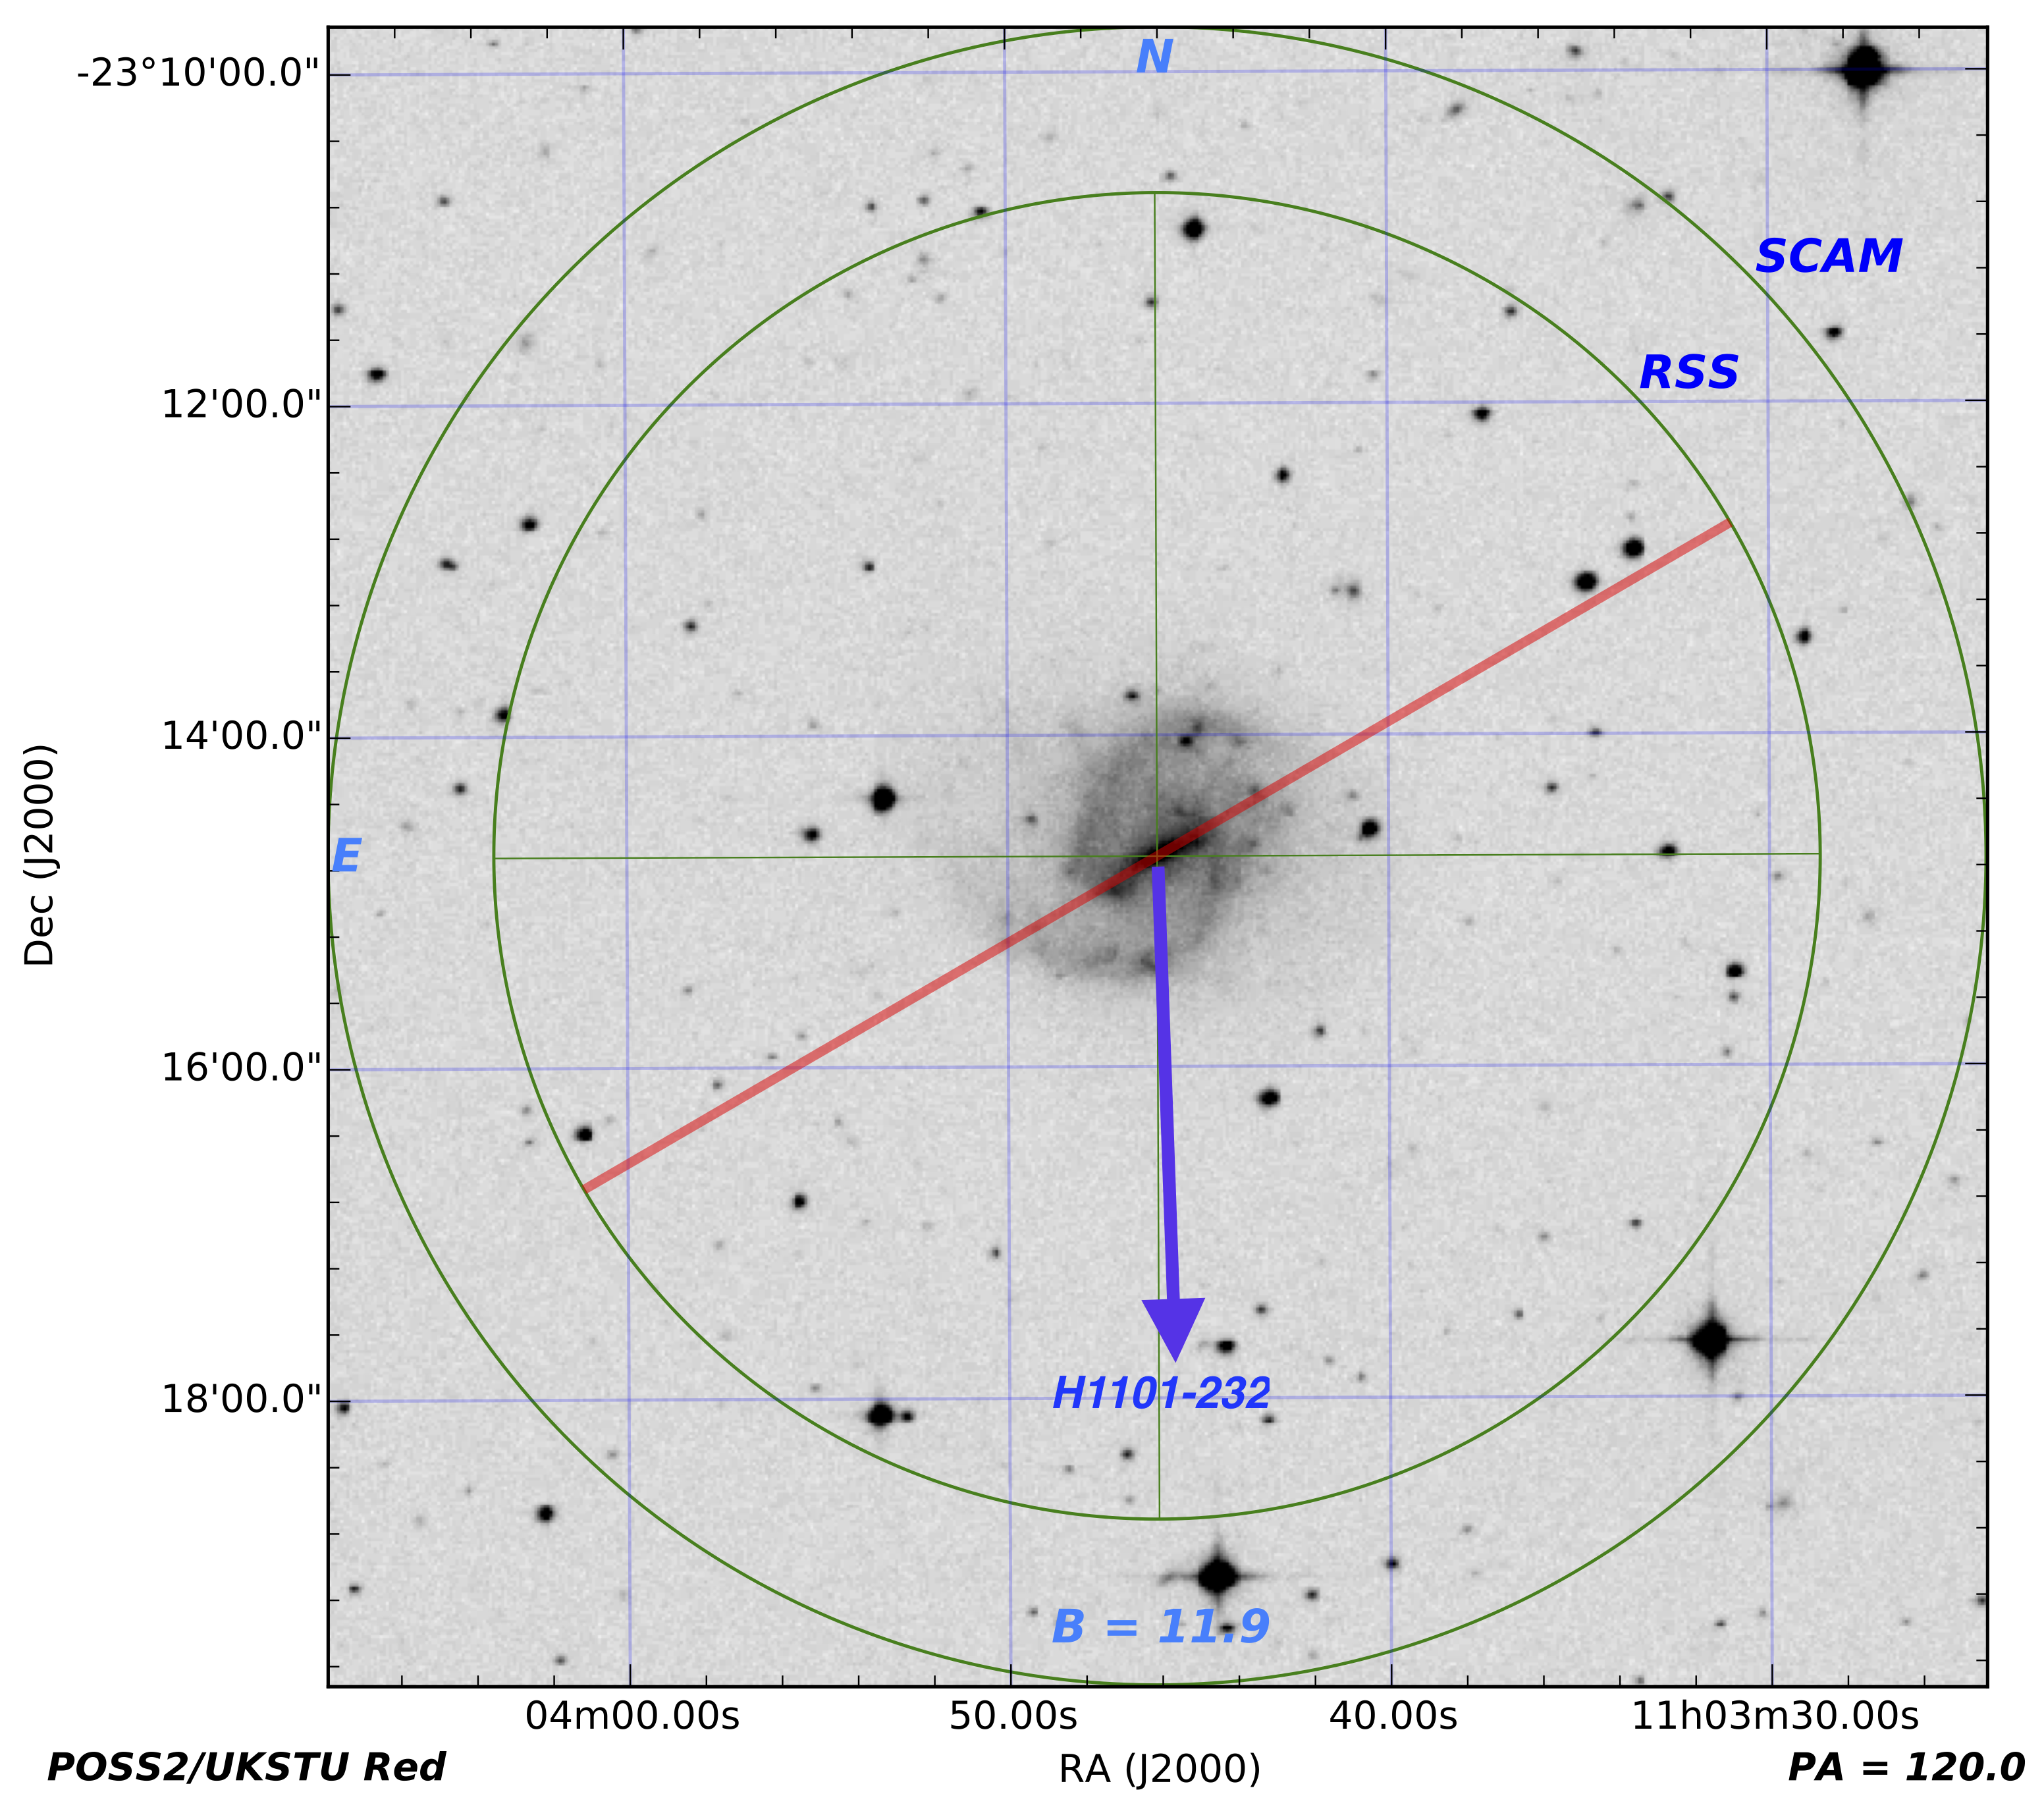 N
-23°10'00.0"
SCAM
RSS
12'00.0"
14'00.0"
E
Dec (J2000)
16'00.0"
H1101-232
18'00.0"
B = 11.9
04m00.00s 50.00s 40.00s 11h03m30.00s
POSS2/UKSTU Red RA (J2000) PA = 120.0